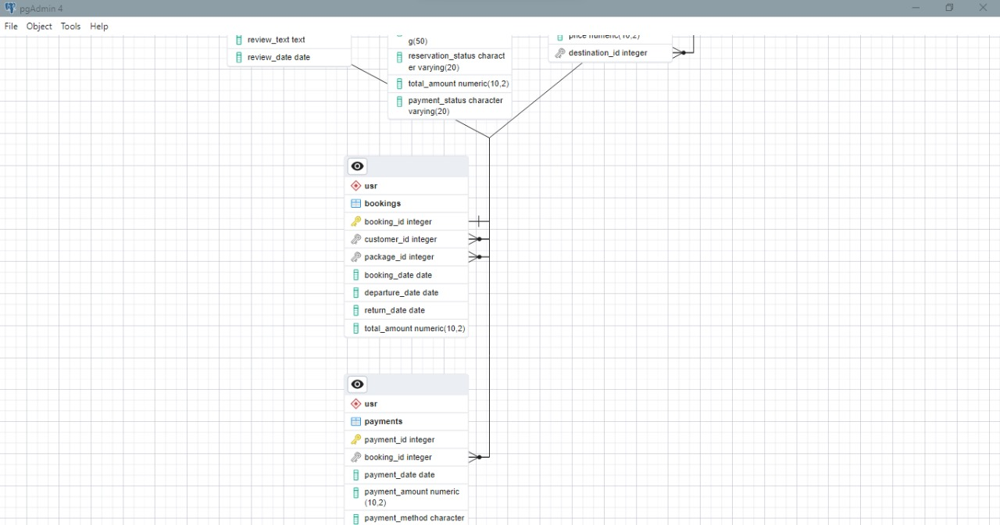 pgAdmin 4
File Object Tools Help
review_text text
review_date date
g(50)
reservation_status charact
er varying(20)
total_amount numeric(10,2)
payment_status character
varying(20)
price numeric(10,2)
destination_id integer
usr
bookings
booking_id integer
customer_id integer
package_id integer
booking_date date
departure_date date
return_date date
total_amount numeric(10,2)
usr
payments
payment_id integer
booking_id integer
payment_date date
payment_amount numeric
(10,2)
payment_method character